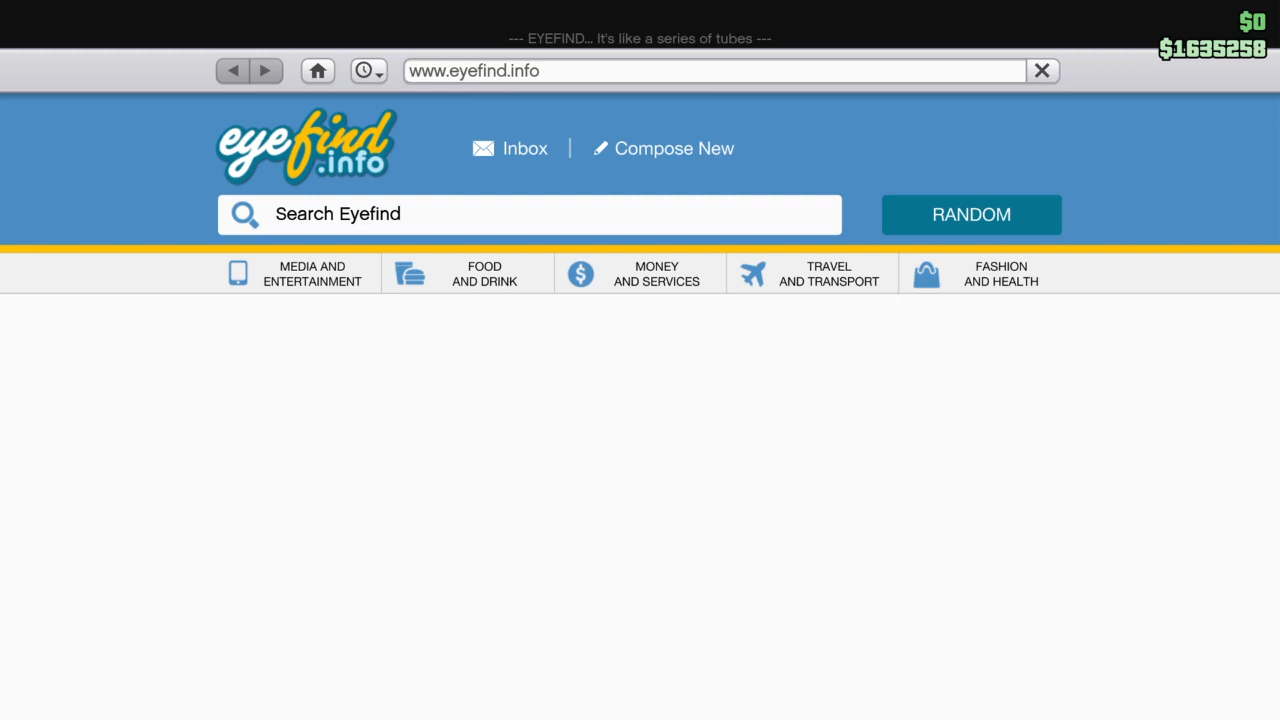 $0
--- EYEFIND... It's like a series of tubes ---
$1635258
www.eyefind.info
eyefind
.info
Inbox
Compose New
Search Eyefind
RANDOM
MEDIA AND
ENTERTAINMENT
FOOD
AND DRINK
MONEY
AND SERVICES
TRAVEL
AND TRANSPORT
FASHION
AND HEALTH